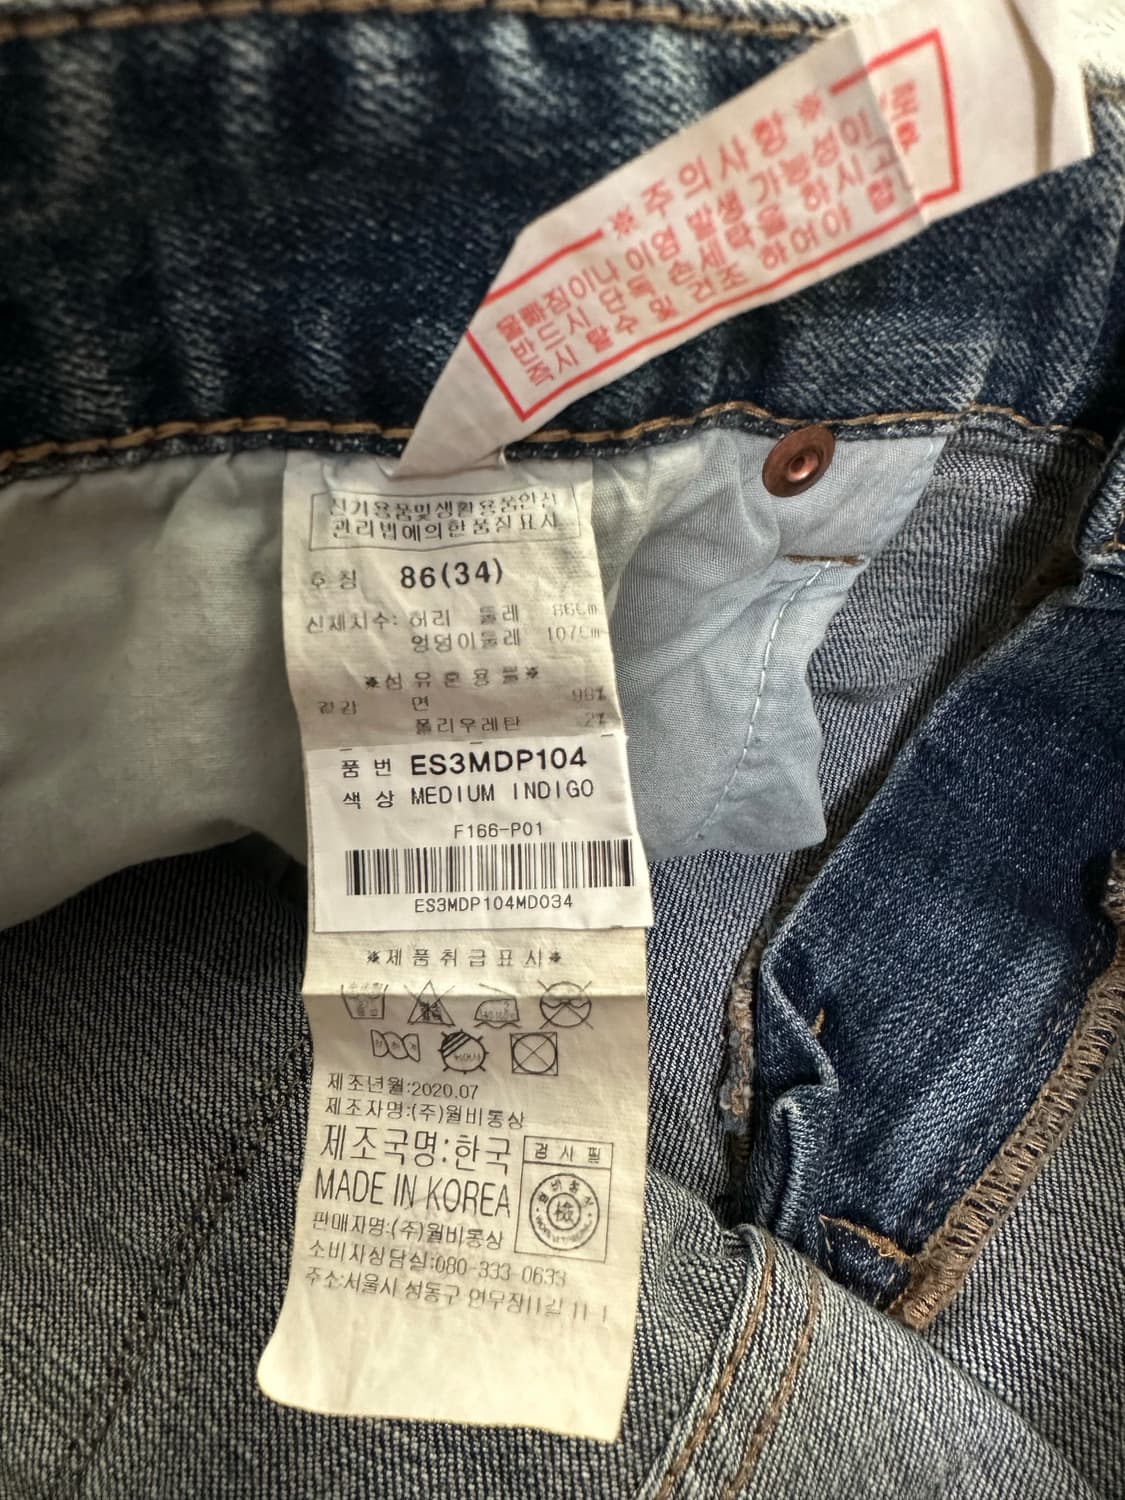 ※ 주의사항 ※
물빠짐이나 이염 발생 가능성이
반드시 단독 손세탁을 하시
즉시 탈수 및 건조 하여야
전기용품및생활용품안전
관리법에의한품질표시
호칭 86(34)
신체치수: 허리 둘레 86Cm
엉덩이둘레 107Cm
※섬유혼용률※
겉감 면 98%
폴리우레탄 2%
품번 ES3MDP104
색상 MEDIUM INDIGO
F166-P01
ES3MDP104MD034
※제품취급표시※
제조년월:2020.07
제조자명:(주)월비통상
제조국명:한국
MADE IN KOREA
검사필
檢
판매자명:(주)월비통상
소비자상담실:080-333-0633
주소:서울시 성동구 연무장11길 11-1